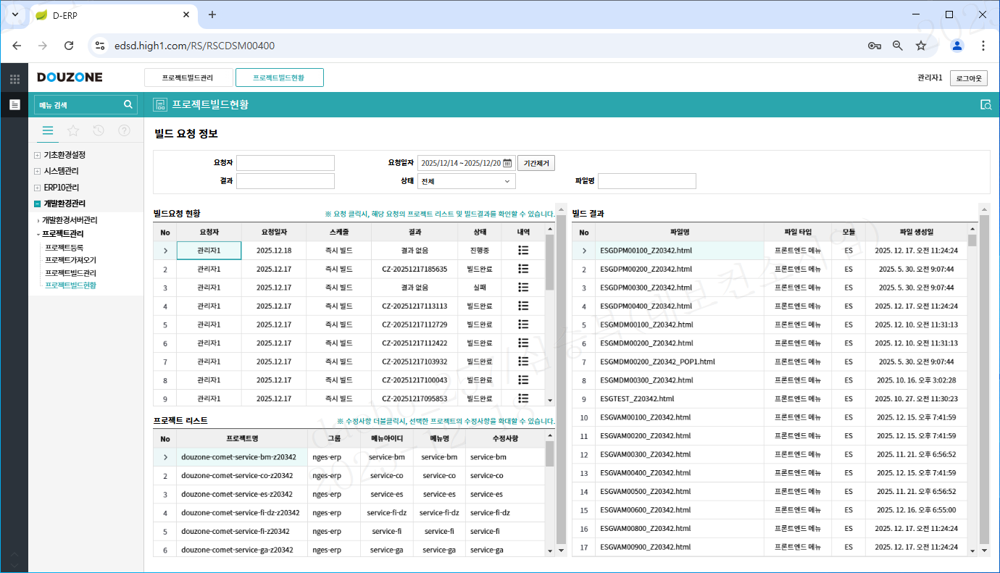 D-ERP
edsd.high1.com/RS/RSCDSM00400
DOUZONE
프로젝트빌드관리
프로젝트빌드현황
관리자1
로그아웃
메뉴 검색
프로젝트빌드현황
기초환경설정
시스템관리
ERP10관리
개발환경관리
개발환경서버관리
프로젝트관리
프로젝트등록
프로젝트가져오기
프로젝트빌드관리
프로젝트빌드현황
빌드 요청 정보
요청자
요청일자 2025/12/14 ~2025/12/20 기간제거
결과
상태 전체
파일명
빌드요청 현황
※ 요청 클릭시, 해당 요청의 프로젝트 리스트 및 빌드결과를 확인할 수 있습니다.
No 요청자 요청일자 스케줄 결과 상태 내역
관리자1 2025.12.18 즉시 빌드 결과 없음 진행중
2 관리자1 2025.12.17 즉시 빌드 CZ-20251217185635 빌드완료
3 관리자1 2025.12.17 즉시 빌드 결과 없음 실패
4 관리자1 2025.12.17 즉시 빌드 CZ-20251217113113 빌드완료
5 관리자1 2025.12.17 즉시 빌드 CZ-20251217112729 빌드완료
6 관리자1 2025.12.17 즉시 빌드 CZ-20251217112422 빌드완료
7 관리자1 2025.12.17 즉시 빌드 CZ-20251217103932 빌드완료
8 관리자1 2025.12.17 즉시 빌드 CZ-20251217100043 빌드완료
9 관리자1 2025.12.17 즉시 빌드 CZ-20251217095853 빌드완료
프로젝트 리스트
※ 수정사항 더블클릭시, 선택한 프로젝트의 수정사항을 확대할 수 있습니다.
No 프로젝트명 그룹 메뉴아이디 메뉴명 수정사항
douzone-comet-service-bm-z20342 nges-erp service-bm service-bm service-bm
2 douzone-comet-service-co-z20342 nges-erp service-co service-co service-co
3 douzone-comet-service-es-z20342 nges-erp service-es service-es service-es
4 douzone-comet-service-fi-dz-z20342 nges-erp service-fi-dz service-fi-dz service-fi-dz
5 douzone-comet-service-fi-z20342 nges-erp service-fi service-fi service-fi
6 douzone-comet-service-ga-z20342 nges-erp service-ga service-ga service-ga
빌드 결과
No 파일명 파일 타입 모듈 파일 생성일
ESGDPM00100_Z20342.html 프론트엔드 메뉴 ES 2025. 12. 17. 오전 11:24:24
2 ESGDPM00200_Z20342.html 프론트엔드 메뉴 ES 2025. 5. 30. 오전 9:07:44
3 ESGDPM00300_Z20342.html 프론트엔드 메뉴 ES 2025. 5. 30. 오전 9:07:44
4 ESGDPM00400_Z20342.html 프론트엔드 메뉴 ES 2025. 12. 17. 오전 11:24:24
5 ESGMDM00100_Z20342.html 프론트엔드 메뉴 ES 2025. 12. 10. 오전 11:31:13
6 ESGMDM00200_Z20342.html 프론트엔드 메뉴 ES 2025. 12. 10. 오전 11:31:13
7 ESGMDM00200_Z20342_POP1.html 프론트엔드 메뉴 ES 2025. 5. 30. 오전 9:07:44
8 ESGMDM00300_Z20342.html 프론트엔드 메뉴 ES 2025. 10. 16. 오후 3:02:28
9 ESGTEST_Z20342.html 프론트엔드 메뉴 ES 2025. 10. 27. 오전 11:30:23
10 ESGVAM00100_Z20342.html 프론트엔드 메뉴 ES 2025. 12. 15. 오후 7:41:59
11 ESGVAM00200_Z20342.html 프론트엔드 메뉴 ES 2025. 12. 15. 오후 7:41:59
12 ESGVAM00300_Z20342.html 프론트엔드 메뉴 ES 2025. 11. 21. 오후 6:56:52
13 ESGVAM00400_Z20342.html 프론트엔드 메뉴 ES 2025. 12. 15. 오후 7:41:59
14 ESGVAM00500_Z20342.html 프론트엔드 메뉴 ES 2025. 11. 21. 오후 6:56:52
15 ESGVAM00600_Z20342.html 프론트엔드 메뉴 ES 2025. 12. 16. 오후 6:55:00
16 ESGVAM00800_Z20342.html 프론트엔드 메뉴 ES 2025. 12. 17. 오전 11:24:24
17 ESGVAM00900_Z20342.html 프론트엔드 메뉴 ES 2025. 12. 17. 오전 11:24:24